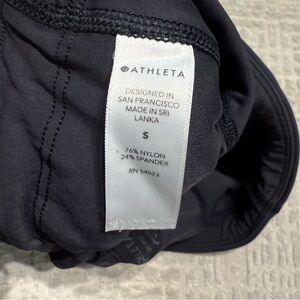 ATHLETA
DESIGNED IN
SAN FRANCISCO
MADE IN SRI
LANKA
S
76% NYLON
24% SPANDEX
RN 54023